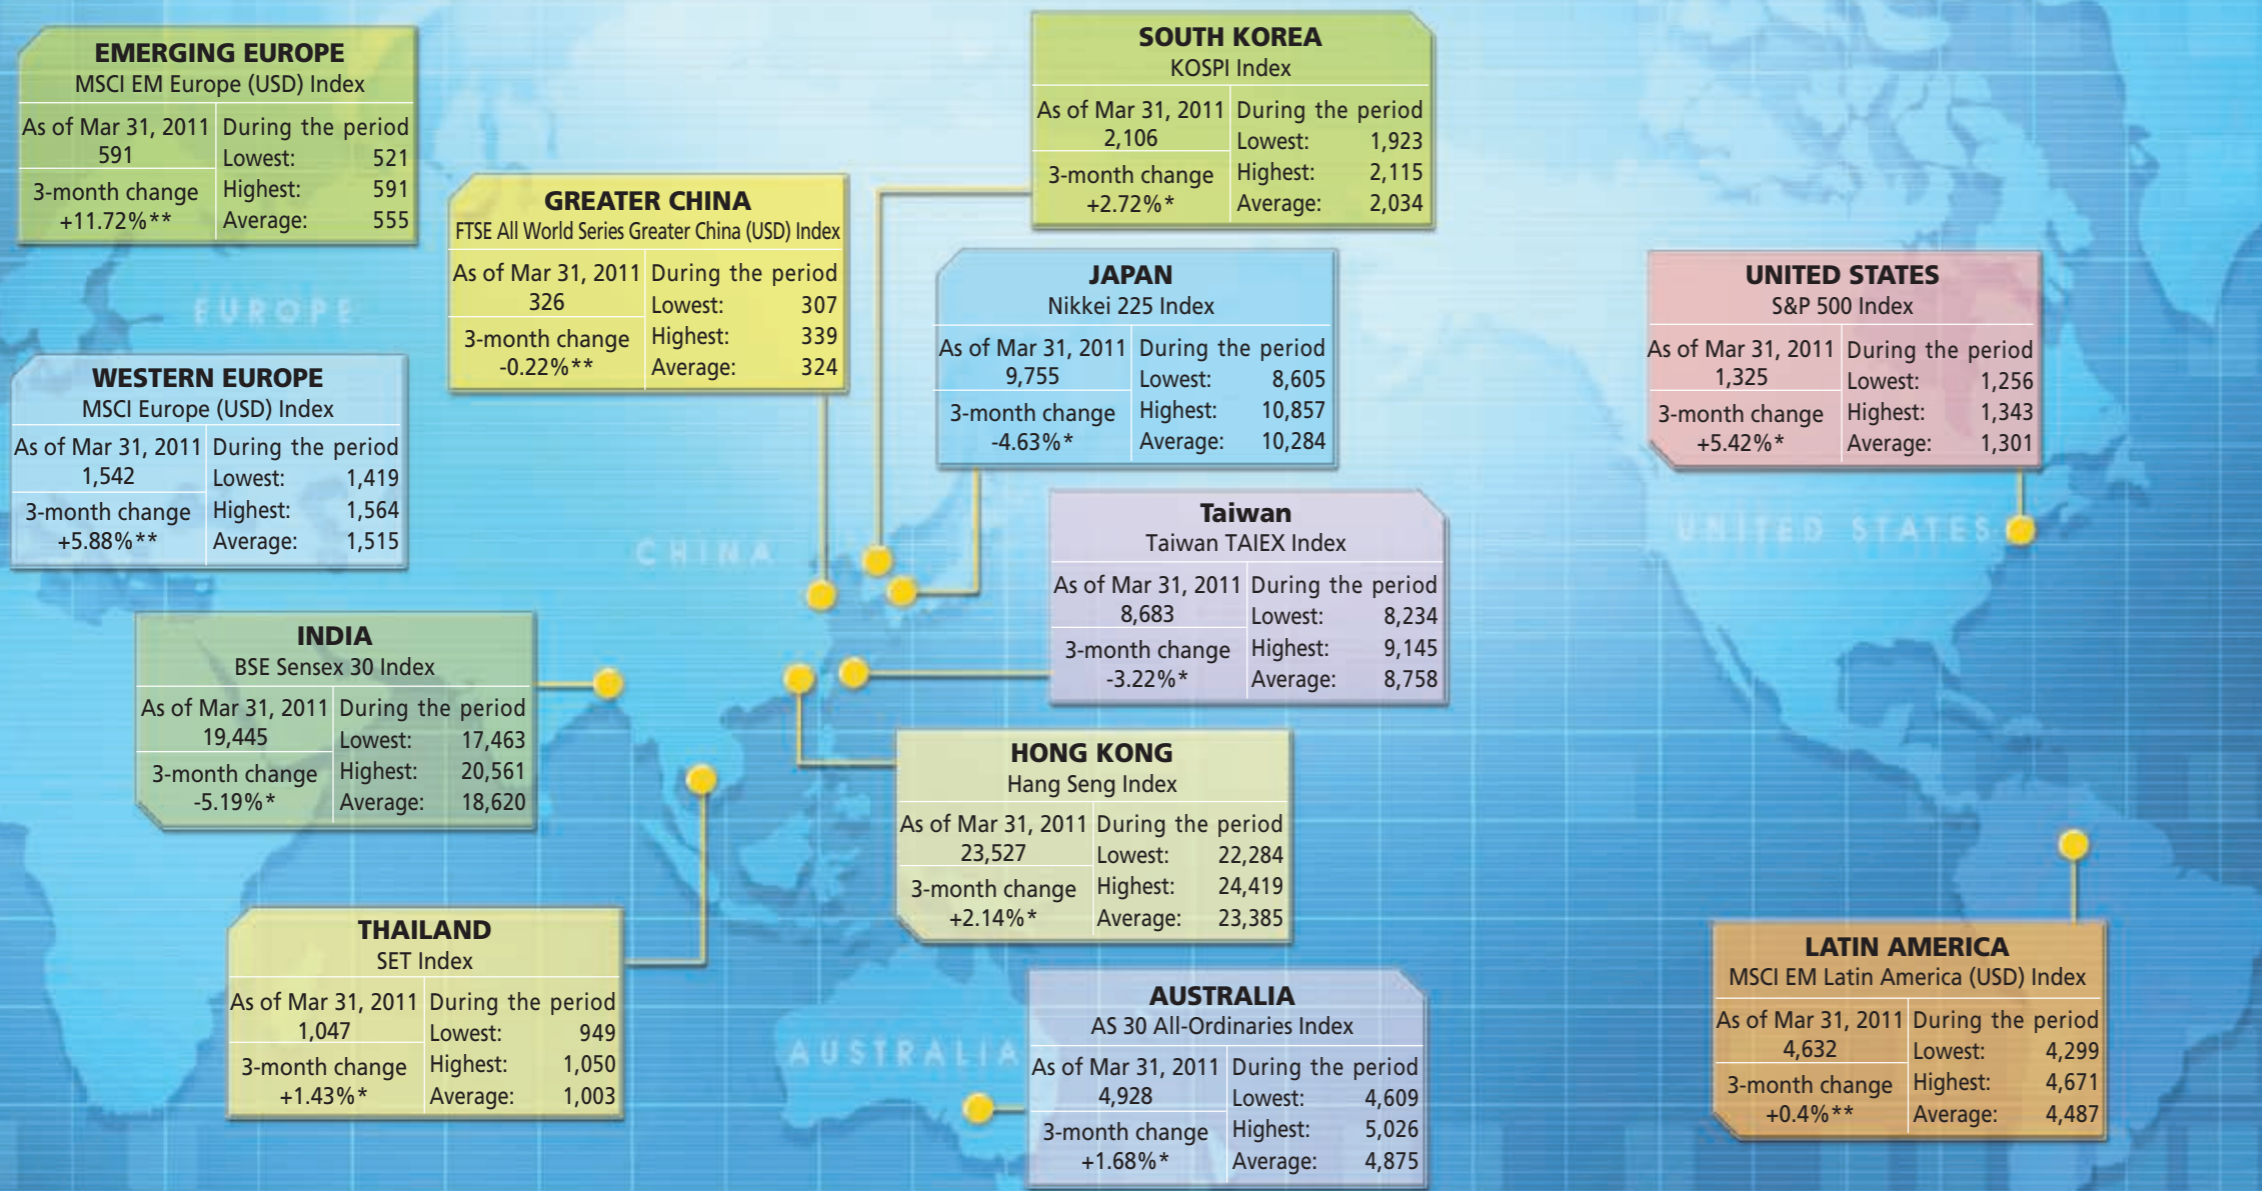 EMERGING EUROPE
MSCI EM Europe (USD) Index
As of Mar 31, 2011
591
3-month change
+11.72%**
During the period
Lowest: 521
Highest: 591
Average: 555
SOUTH KOREA
KOSPI Index
As of Mar 31, 2011
2,106
3-month change
+2.72%*
During the period
Lowest: 1,923
Highest: 2,115
Average: 2,034
GREATER CHINA
FTSE All World Series Greater China (USD) Index
As of Mar 31, 2011
326
3-month change
-0.22%**
During the period
Lowest: 307
Highest: 339
Average: 324
JAPAN
Nikkei 225 Index
As of Mar 31, 2011
9,755
3-month change
-4.63%*
During the period
Lowest: 8,605
Highest: 10,857
Average: 10,284
UNITED STATES
S&P 500 Index
As of Mar 31, 2011
1,325
3-month change
+5.42%*
During the period
Lowest: 1,256
Highest: 1,343
Average: 1,301
EUROPE
WESTERN EUROPE
MSCI Europe (USD) Index
As of Mar 31, 2011
1,542
3-month change
+5.88%**
During the period
Lowest: 1,419
Highest: 1,564
Average: 1,515
CHINA
Taiwan
Taiwan TAIEX Index
As of Mar 31, 2011
8,683
3-month change
-3.22%*
During the period
Lowest: 8,234
Highest: 9,145
Average: 8,758
UNITED STATES
INDIA
BSE Sensex 30 Index
As of Mar 31, 2011
19,445
3-month change
-5.19%*
During the period
Lowest: 17,463
Highest: 20,561
Average: 18,620
HONG KONG
Hang Seng Index
As of Mar 31, 2011
23,527
3-month change
+2.14%*
During the period
Lowest: 22,284
Highest: 24,419
Average: 23,385
THAILAND
SET Index
As of Mar 31, 2011
1,047
3-month change
+1.43%*
During the period
Lowest: 949
Highest: 1,050
Average: 1,003
AUSTRALIA
AUSTRALIA
AS 30 All-Ordinaries Index
As of Mar 31, 2011
4,928
3-month change
+1.68%*
During the period
Lowest: 4,609
Highest: 5,026
Average: 4,875
LATIN AMERICA
MSCI EM Latin America (USD) Index
As of Mar 31, 2011
4,632
3-month change
+0.4%**
During the period
Lowest: 4,299
Highest: 4,671
Average: 4,487